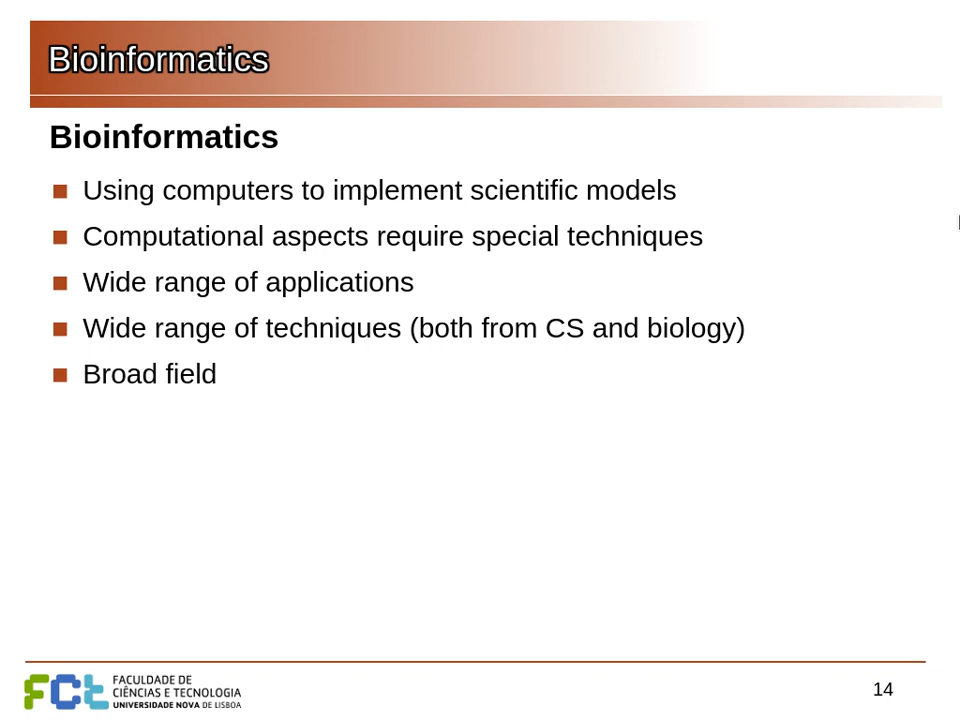 Bioinformatics
Bioinformatics
Using computers to implement scientific models
Computational aspects require special techniques
Wide range of applications
Wide range of techniques (both from CS and biology)
Broad field
FCt
FACULDADE DE
CIÊNCIAS E TECNOLOGIA
UNIVERSIDADE NOVA DE LISBOA
14